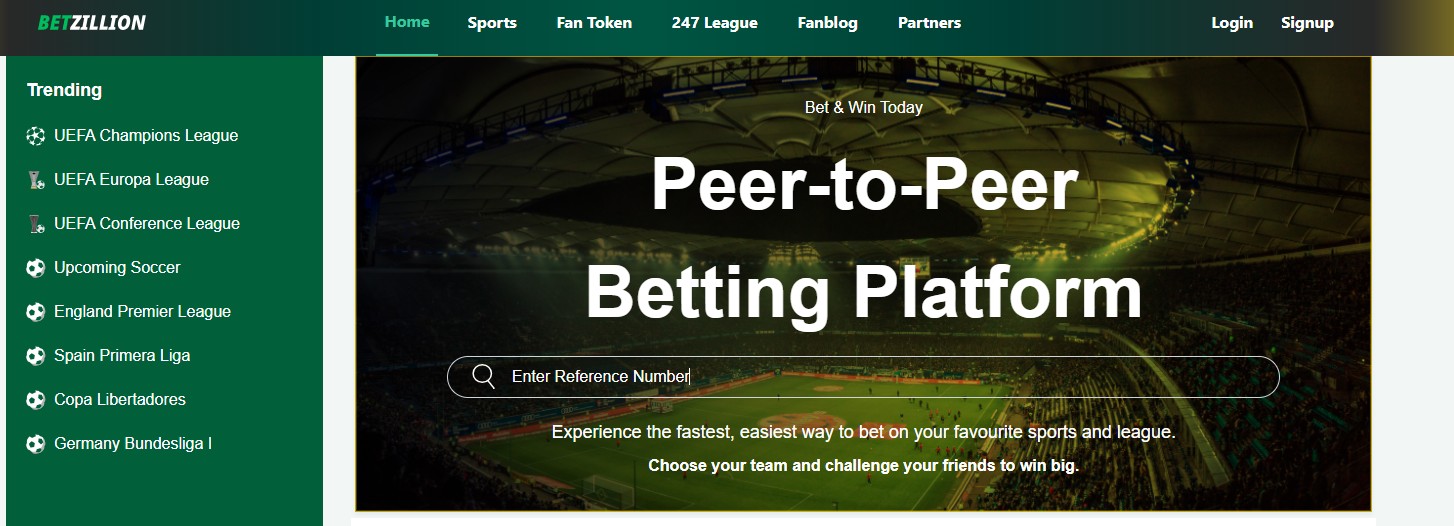 BETZILLION
Home
Sports
Fan Token
247 League
Fanblog
Partners
Login
Signup
Trending
UEFA Champions League
UEFA Europa League
UEFA Conference League
Upcoming Soccer
England Premier League
Spain Primera Liga
Copa Libertadores
Germany Bundesliga I
Bet & Win Today
Peer-to-Peer
Betting Platform
Enter Reference Number
Experience the fastest, easiest way to bet on your favourite sports and league.
Choose your team and challenge your friends to win big.